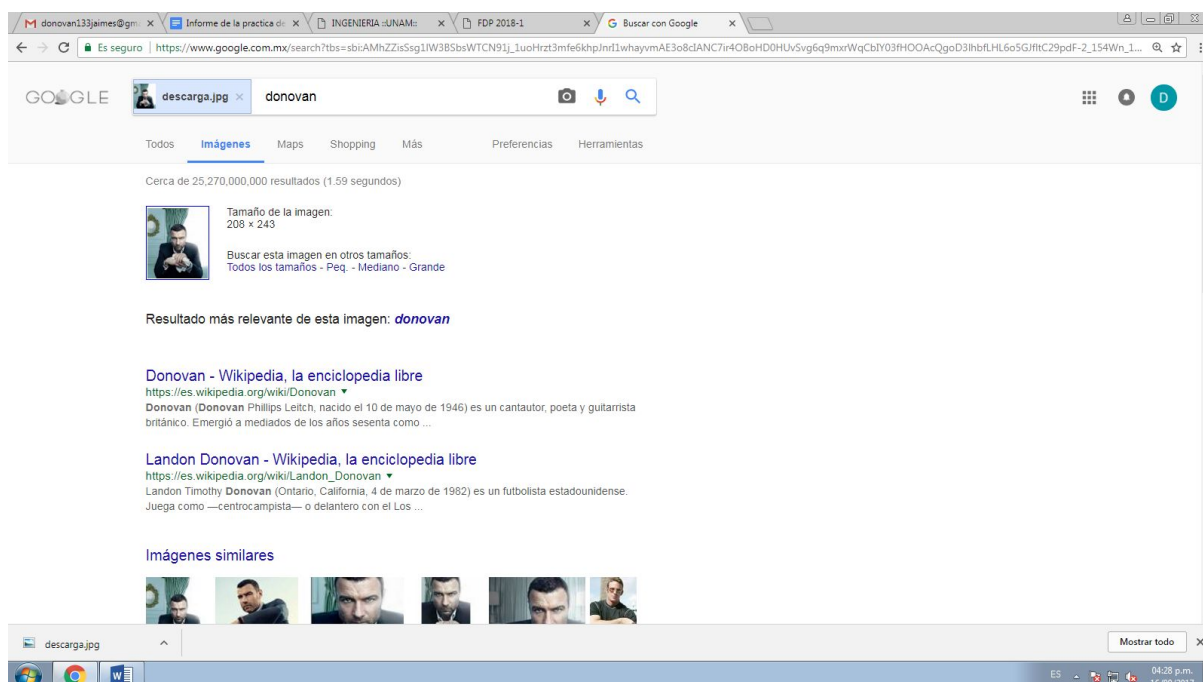 donovan133jaimes@gm
Informe de la practica de
INGENIERIA ::UNAM::
FDP 2018-1
Buscar con Google
Es seguro
https://www.google.com.mx/search?tbs=sbi:
GOOGLE
descarga.jpg
donovan
D
Todos Imágenes Maps Shopping Más Preferencias Herramientas
Cerca de 25,270,000,000 resultados (1.59 segundos)
Tamaño de la imagen:
208 × 243
Buscar esta imagen en otros tamaños:
Todos los tamaños - Peq. - Mediano - Grande
Resultado más relevante de esta imagen: donovan
Donovan - Wikipedia, la enciclopedia libre
https://es.wikipedia.org/wiki/Donovan
Donovan (Donovan Phillips Leitch, nacido el 10 de mayo de 1946) es un cantautor, poeta y guitarrista
británico. Emergió a mediados de los años sesenta como ...
Landon Donovan - Wikipedia, la enciclopedia libre
https://es.wikipedia.org/wiki/Landon_Donovan
Landon Timothy Donovan (Ontario, California, 4 de marzo de 1982) es un futbolista estadounidense.
Juega como —centrocampista— o delantero con el Los ...
Imágenes similares
descarga.jpg
Mostrar todo
ES
04:28 p.m.